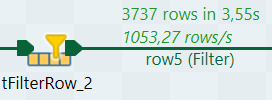 3737 rows in 3,55s
1053,27 rows/s
row5 (Filter)
tFilterRow_2